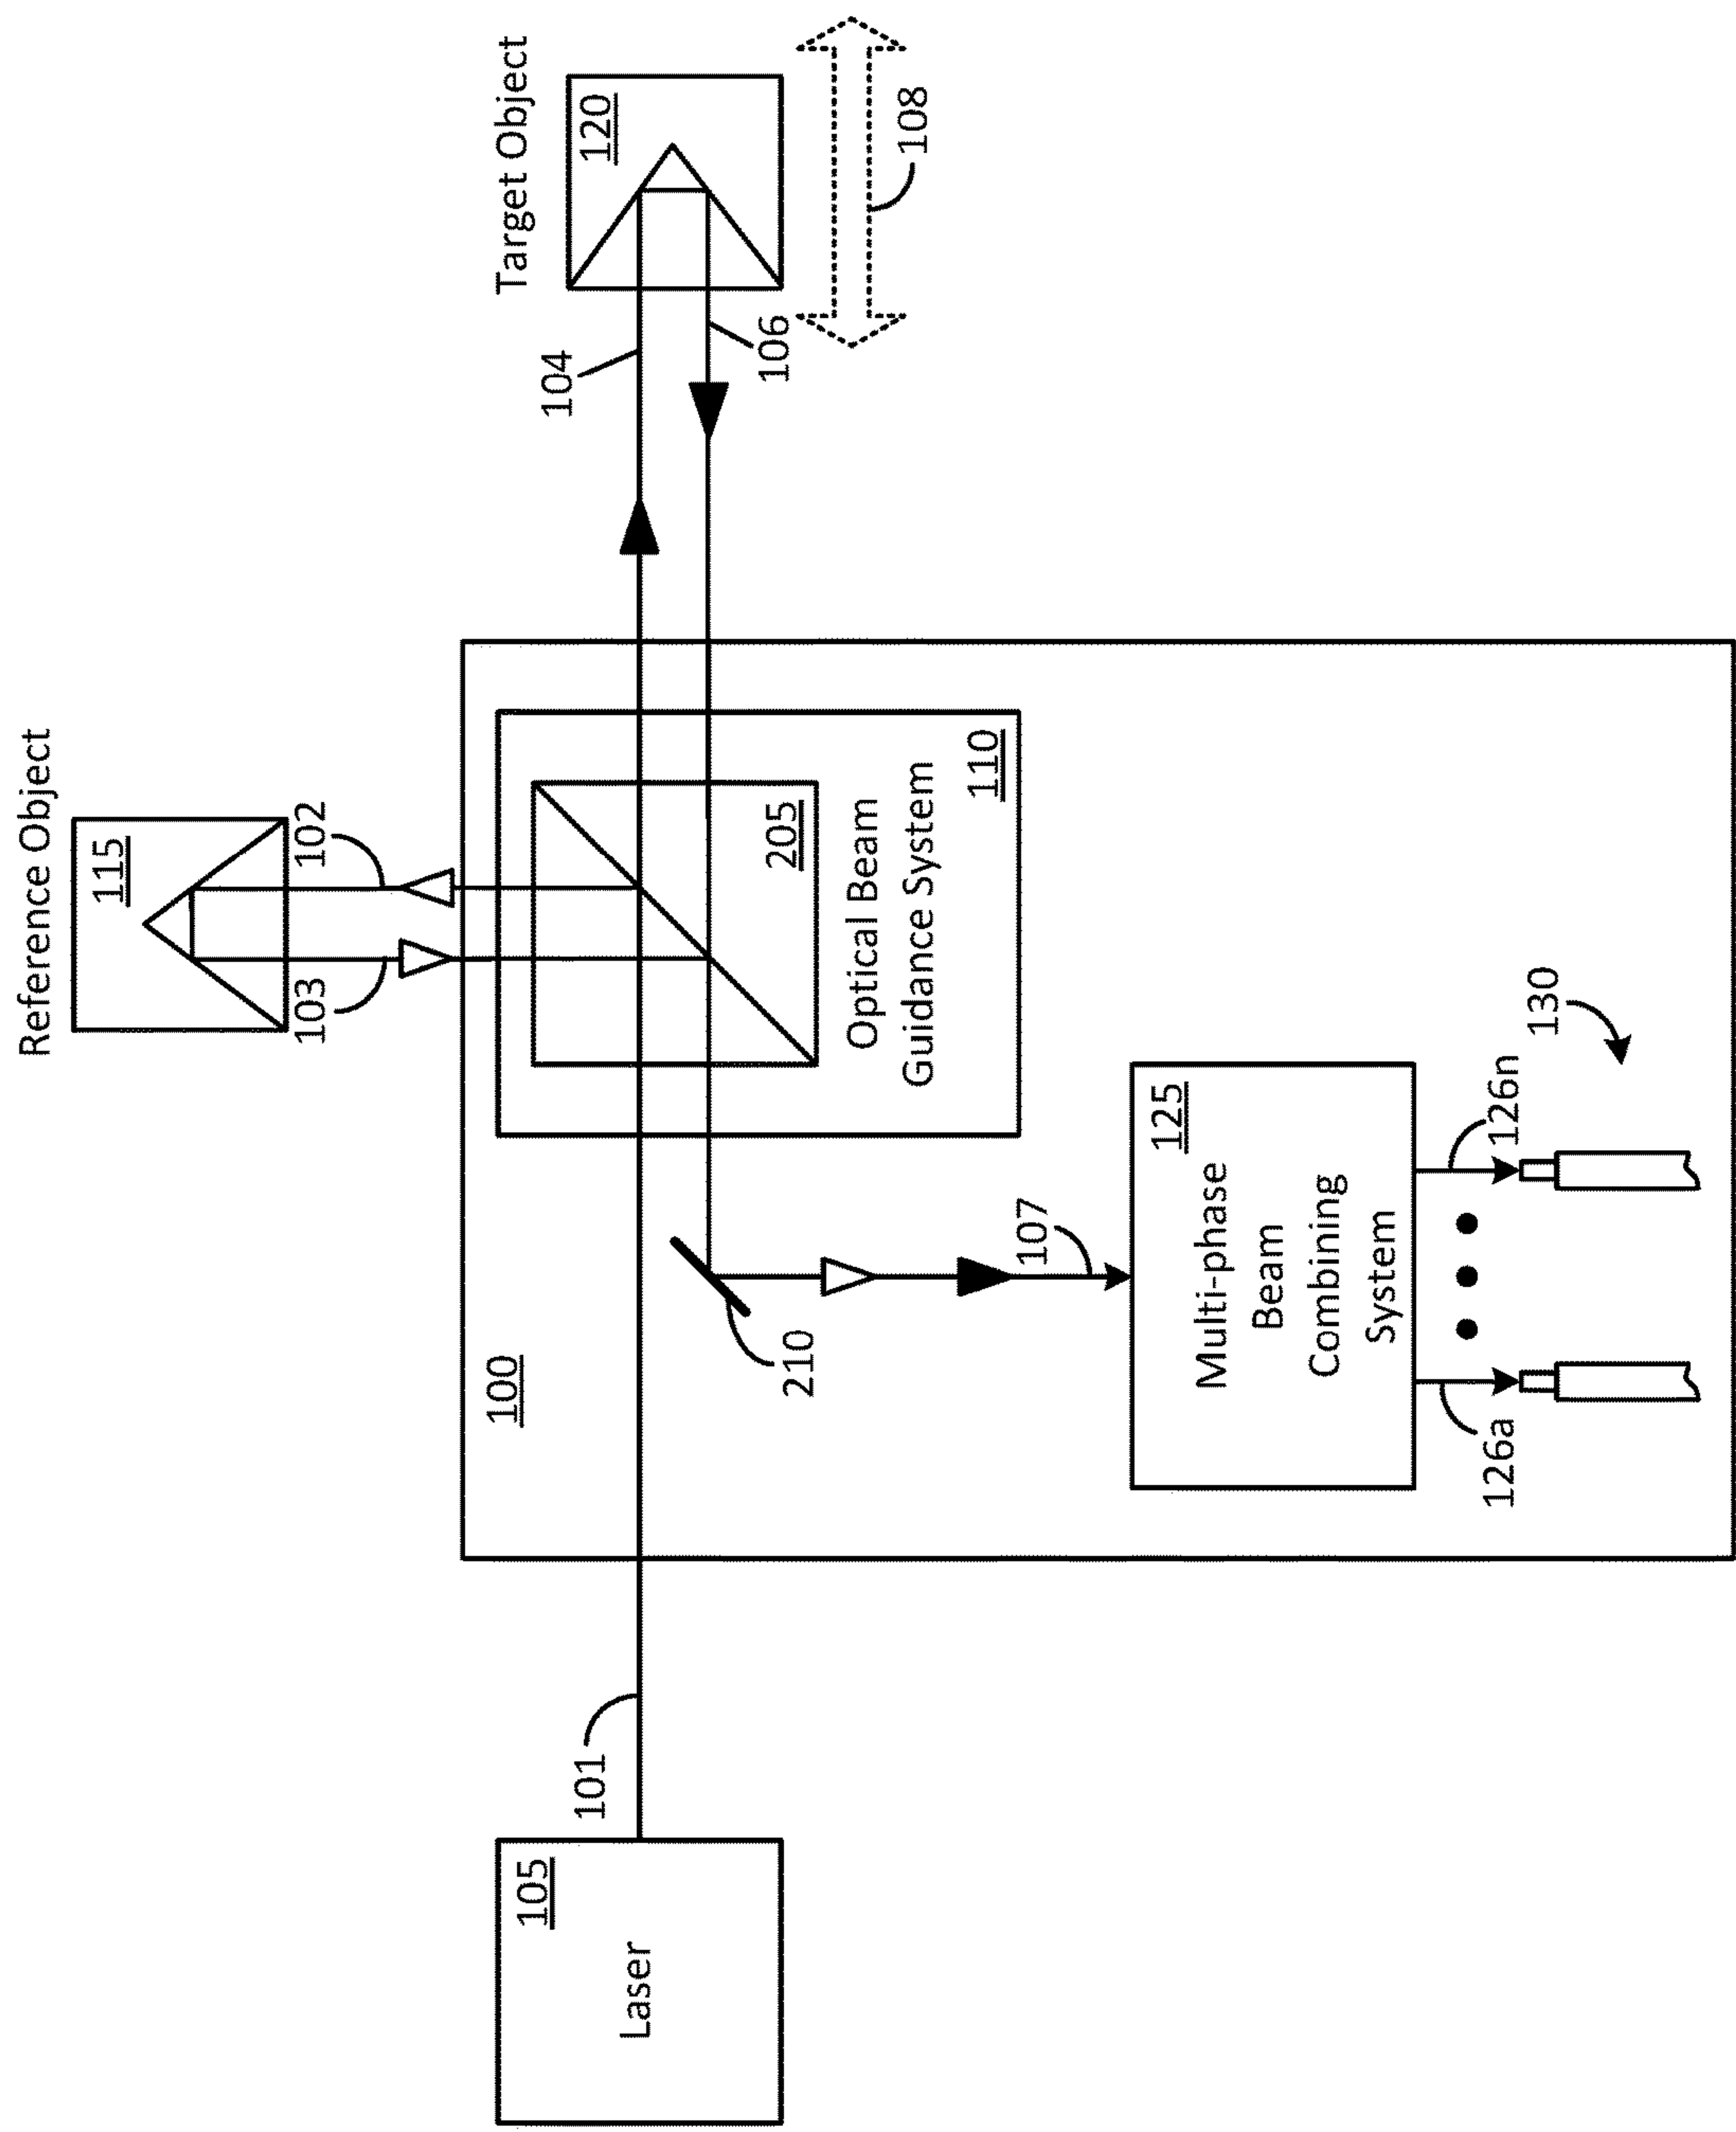 Reference Object
115
103
102
Target Object
120
104
106
108
Laser
105
101
100
205
Optical Beam
Guidance System
110
210
107
Multi-phase
Beam
Combining
System
125
126a
126n
130